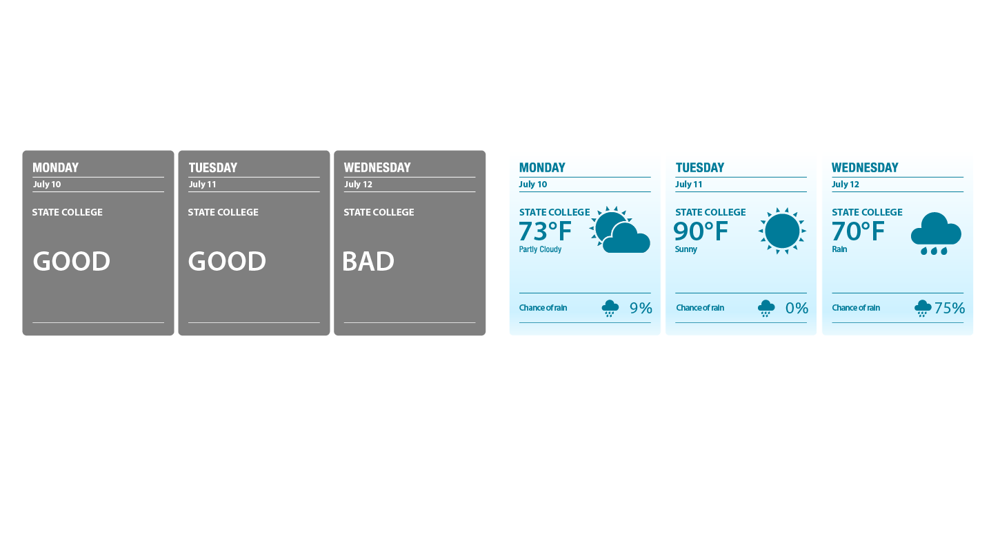 MONDAY
July 10
STATE COLLEGE
GOOD
TUESDAY
July 11
STATE COLLEGE
GOOD
WEDNESDAY
July 12
STATE COLLEGE
BAD
MONDAY
July 10
STATE COLLEGE
73°F
Partly Cloudy
Chance of rain 9%
TUESDAY
July 11
STATE COLLEGE
90°F
Sunny
Chance of rain 0%
WEDNESDAY
July 12
STATE COLLEGE
70°F
Rain
Chance of rain 75%